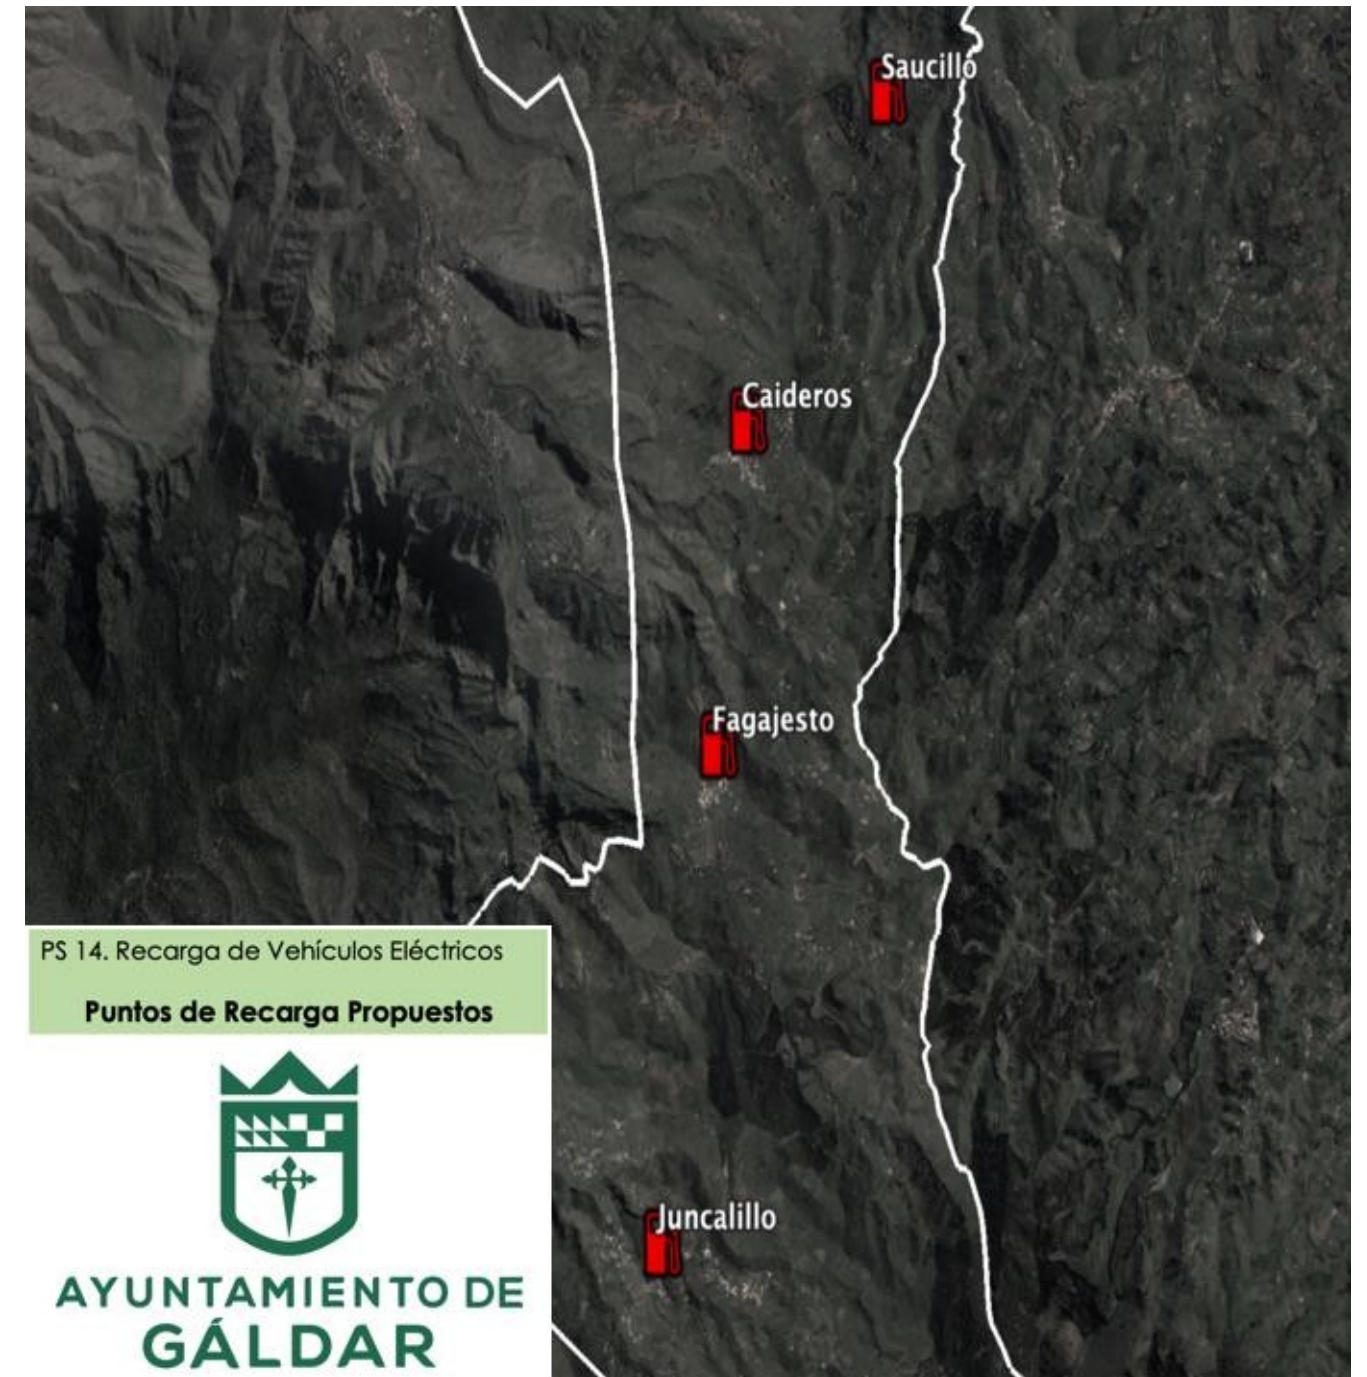 Saucillo
Caideros
Fagajesto
PS 14. Recarga de Vehículos Eléctricos
Puntos de Recarga Propuestos
AYUNTAMIENTO DE
GÁLDAR
Juncalillo